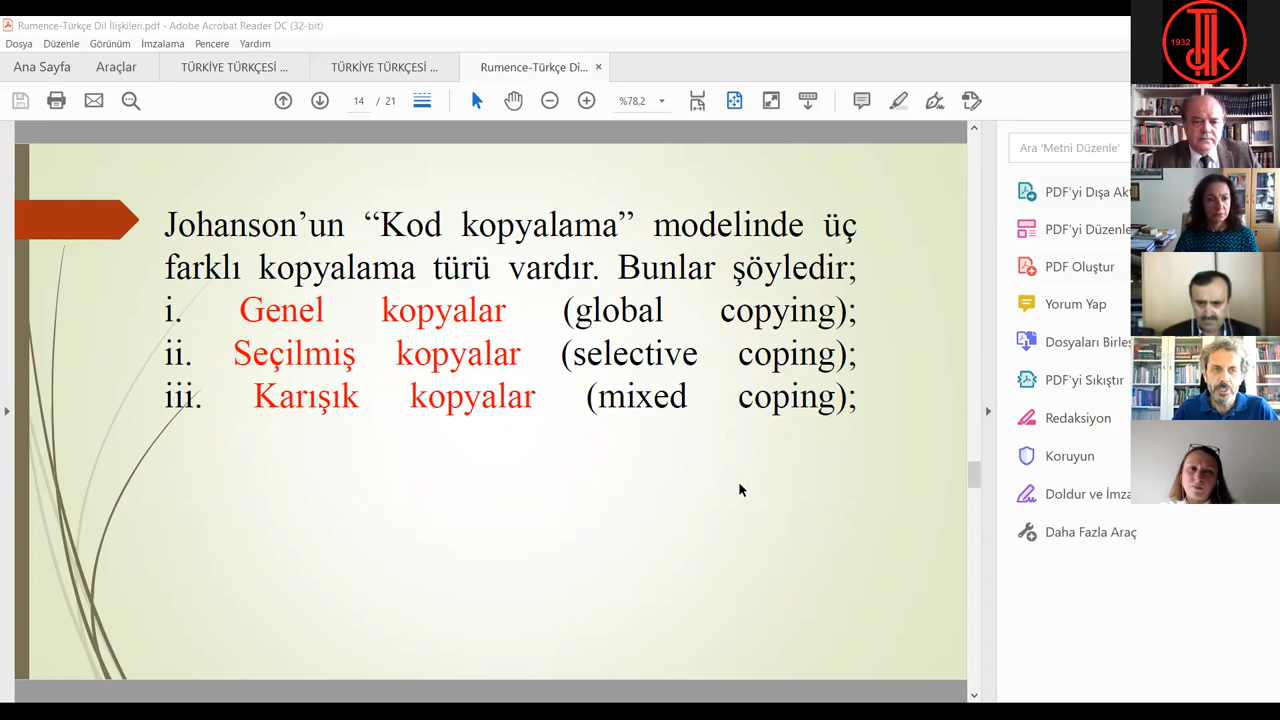 Rumence-Türkçe Dil İlişkileri.pdf - Adobe Acrobat Reader DC (32-bit)
Dosya Düzenle Görünüm İmzalama Pencere Yardım
Ana Sayfa Araçlar TÜRKİYE TÜRKÇESİ ... TÜRKİYE TÜRKÇESİ ... Rumence-Türkçe Di... ×
14 / 21 %78,2
Johanson’un “Kod kopyalama” modelinde üç
farklı kopyalama türü vardır. Bunlar şöyledir;
i. Genel kopyalar (global copying);
ii. Seçilmiş kopyalar (selective coping);
iii. Karışık kopyalar (mixed coping);
Ara 'Metni Düzenle'
PDF'yi Dışa Akt
PDF'yi Düzenle
PDF Oluştur
Yorum Yap
Dosyaları Birleş
PDF'yi Sıkıştır
Redaksiyon
Koruyun
Doldur ve İmza
Daha Fazla Araç
1932